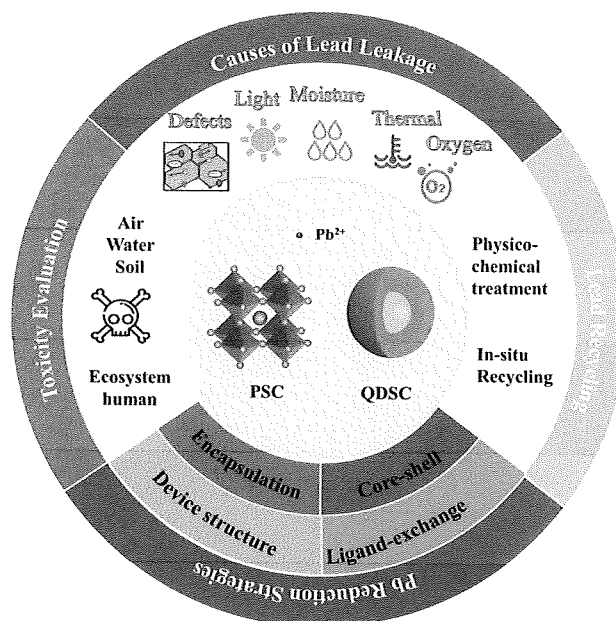 Causes of Lead Leakage
Defects
Light
Moisture
Thermal
Oxygen
O₂
Toxicity Evaluation
Air
Water
Soil
Ecosystem
human
Pb²⁺
PSC
QDSC
Physico-
chemical
treatment
In-situ
Recycling
Lead Recycling
Encapsulation
Core-shell
Device structure
Ligand-exchange
Pb Reduction Strategies